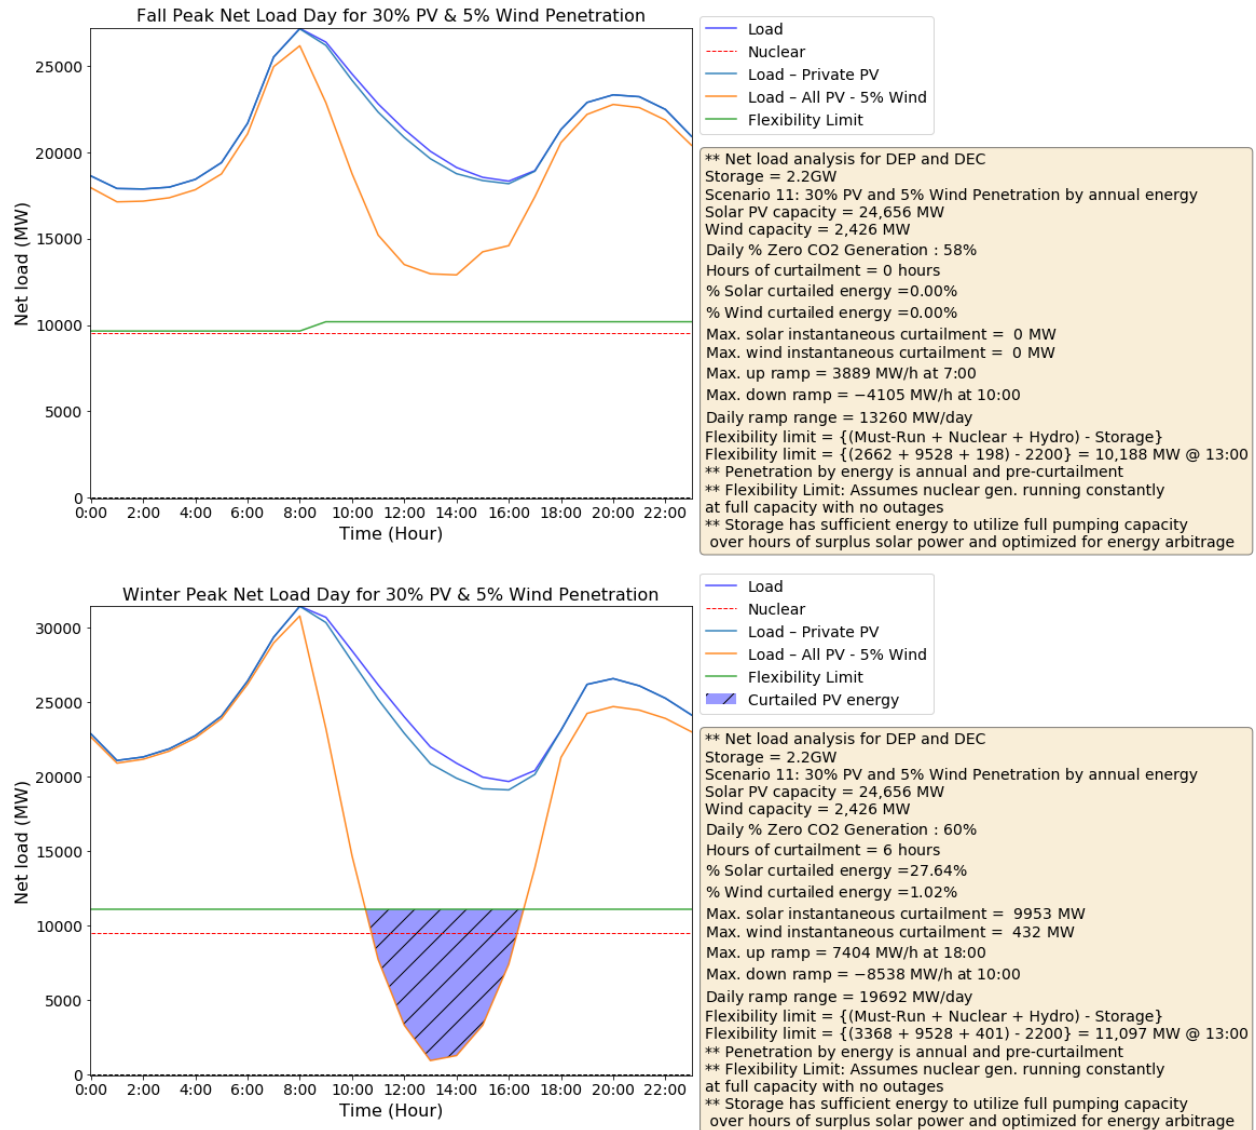 Fall Peak Net Load Day for 30% PV & 5% Wind Penetration
Net load (MW)
25000
20000
15000
10000
5000
0
0:00 2:00 4:00 6:00 8:00 10:00 12:00 14:00 16:00 18:00 20:00 22:00
Time (Hour)
Load
Nuclear
Load – Private PV
Load – All PV - 5% Wind
Flexibility Limit
** Net load analysis for DEP and DEC
Storage = 2.2GW
Scenario 11: 30% PV and 5% Wind Penetration by annual energy
Solar PV capacity = 24,656 MW
Wind capacity = 2,426 MW
Daily % Zero CO2 Generation : 58%
Hours of curtailment = 0 hours
% Solar curtailed energy =0.00%
% Wind curtailed energy =0.00%
Max. solar instantaneous curtailment =  0 MW
Max. wind instantaneous curtailment =  0 MW
Max. up ramp = 3889 MW/h at 7:00
Max. down ramp = −4105 MW/h at 10:00
Daily ramp range = 13260 MW/day
Flexibility limit = {(Must-Run + Nuclear + Hydro) - Storage}
Flexibility limit = {(2662 + 9528 + 198) - 2200} = 10,188 MW @ 13:00
** Penetration by energy is annual and pre-curtailment
** Flexibility Limit: Assumes nuclear gen. running constantly
at full capacity with no outages
** Storage has sufficient energy to utilize full pumping capacity
over hours of surplus solar power and optimized for energy arbitrage
Winter Peak Net Load Day for 30% PV & 5% Wind Penetration
Net load (MW)
30000
25000
20000
15000
10000
5000
0
0:00 2:00 4:00 6:00 8:00 10:00 12:00 14:00 16:00 18:00 20:00 22:00
Time (Hour)
Load
Nuclear
Load – Private PV
Load – All PV - 5% Wind
Flexibility Limit
Curtailed PV energy
** Net load analysis for DEP and DEC
Storage = 2.2GW
Scenario 11: 30% PV and 5% Wind Penetration by annual energy
Solar PV capacity = 24,656 MW
Wind capacity = 2,426 MW
Daily % Zero CO2 Generation : 60%
Hours of curtailment = 6 hours
% Solar curtailed energy =27.64%
% Wind curtailed energy =1.02%
Max. solar instantaneous curtailment =  9953 MW
Max. wind instantaneous curtailment =  432 MW
Max. up ramp = 7404 MW/h at 18:00
Max. down ramp = −8538 MW/h at 10:00
Daily ramp range = 19692 MW/day
Flexibility limit = {(Must-Run + Nuclear + Hydro) - Storage}
Flexibility limit = {(3368 + 9528 + 401) - 2200} = 11,097 MW @ 13:00
** Penetration by energy is annual and pre-curtailment
** Flexibility Limit: Assumes nuclear gen. running constantly
at full capacity with no outages
** Storage has sufficient energy to utilize full pumping capacity
over hours of surplus solar power and optimized for energy arbitrage